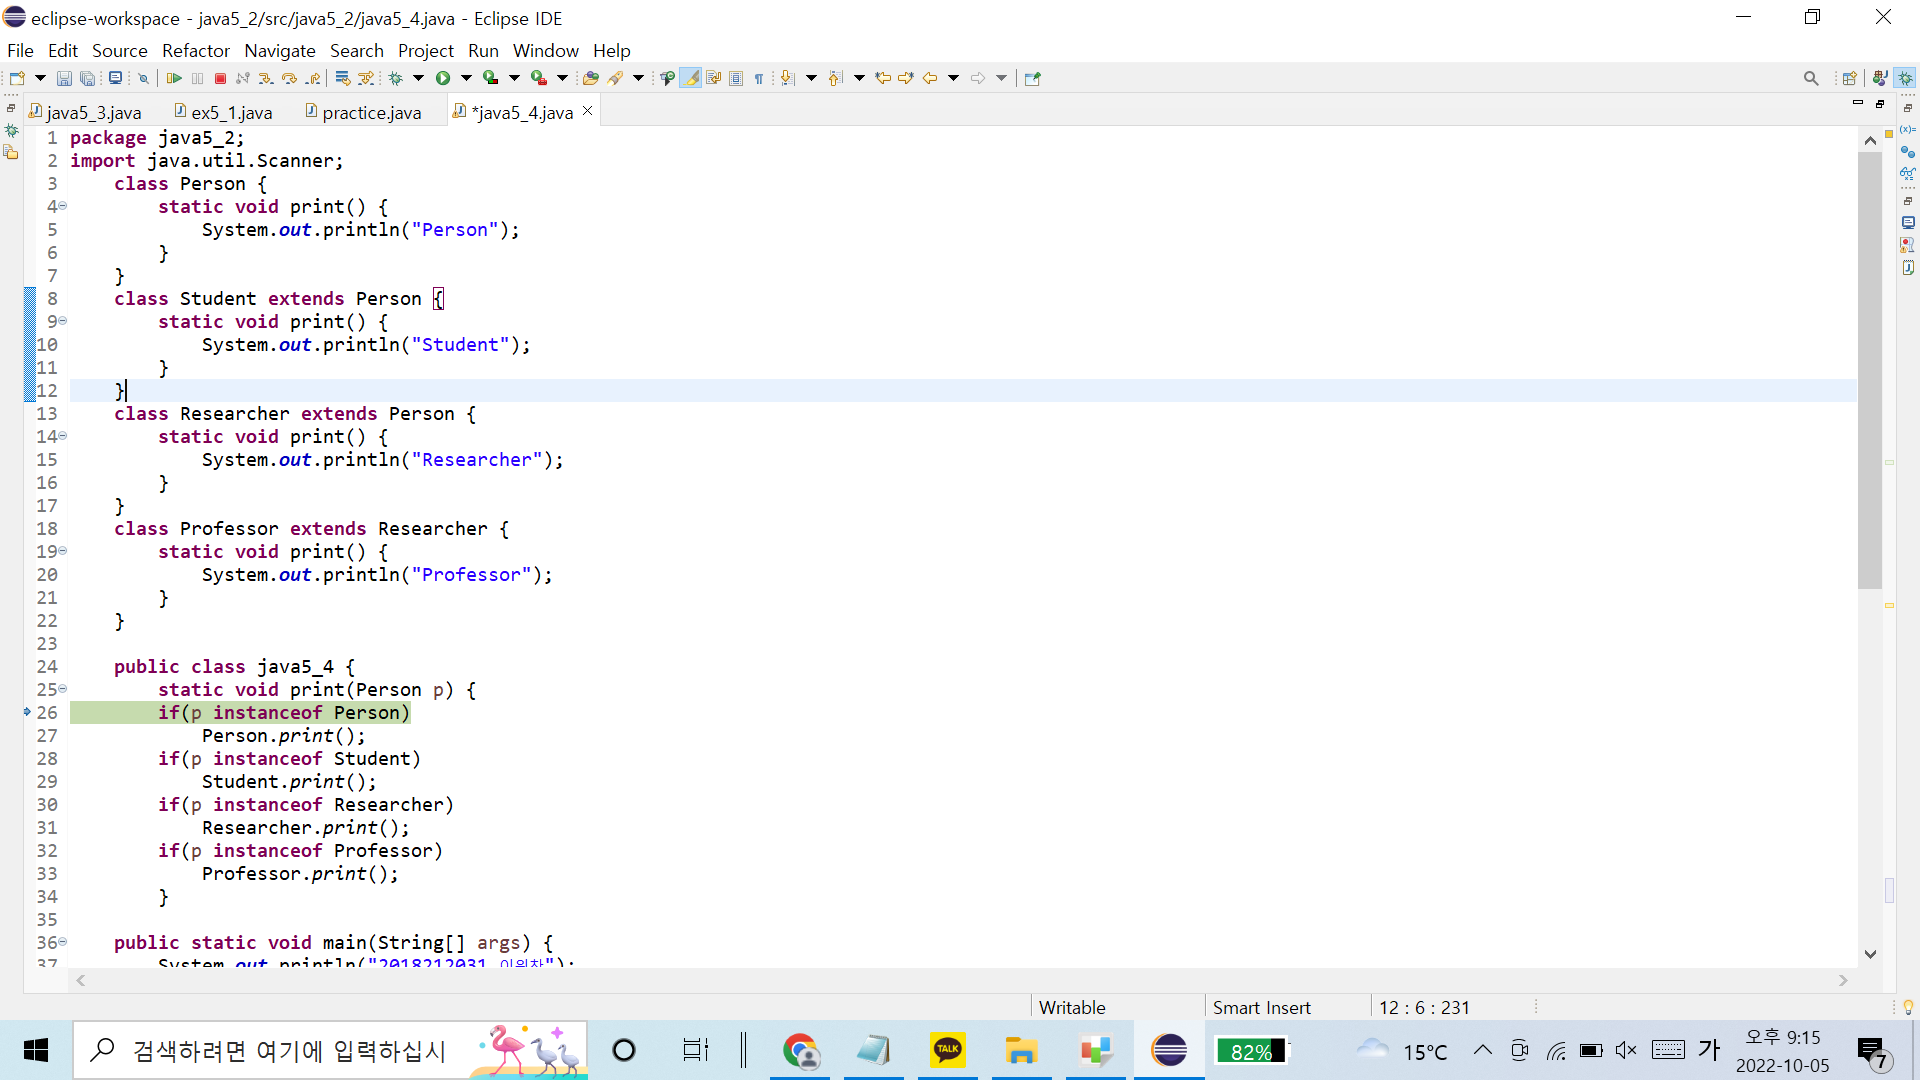 eclipse-workspace - java5_2/src/java5_2/java5_4.java - Eclipse IDE
File Edit Source Refactor Navigate Search Project Run Window Help
java5_3.java ex5_1.java practice.java *java5_4.java
1 package java5_2;
2 import java.util.Scanner;
3 class Person {
4 static void print() {
5 System.out.println("Person");
6 }
7 }
8 class Student extends Person {
9 static void print() {
10 System.out.println("Student");
11 }
12 }
13 class Researcher extends Person {
14 static void print() {
15 System.out.println("Researcher");
16 }
17 }
18 class Professor extends Researcher {
19 static void print() {
20 System.out.println("Professor");
21 }
22 }
23
24 public class java5_4 {
25 static void print(Person p) {
26 if(p instanceof Person)
27 Person.print();
28 if(p instanceof Student)
29 Student.print();
30 if(p instanceof Researcher)
31 Researcher.print();
32 if(p instanceof Professor)
33 Professor.print();
34 }
35
36 public static void main(String[] args) {
37 System.out.println("2018212031
Writable Smart Insert 12 : 6 : 231
검색하려면 여기에 입력하십시
TALK
82%
15°C
가
오후 9:15
2022-10-05
7